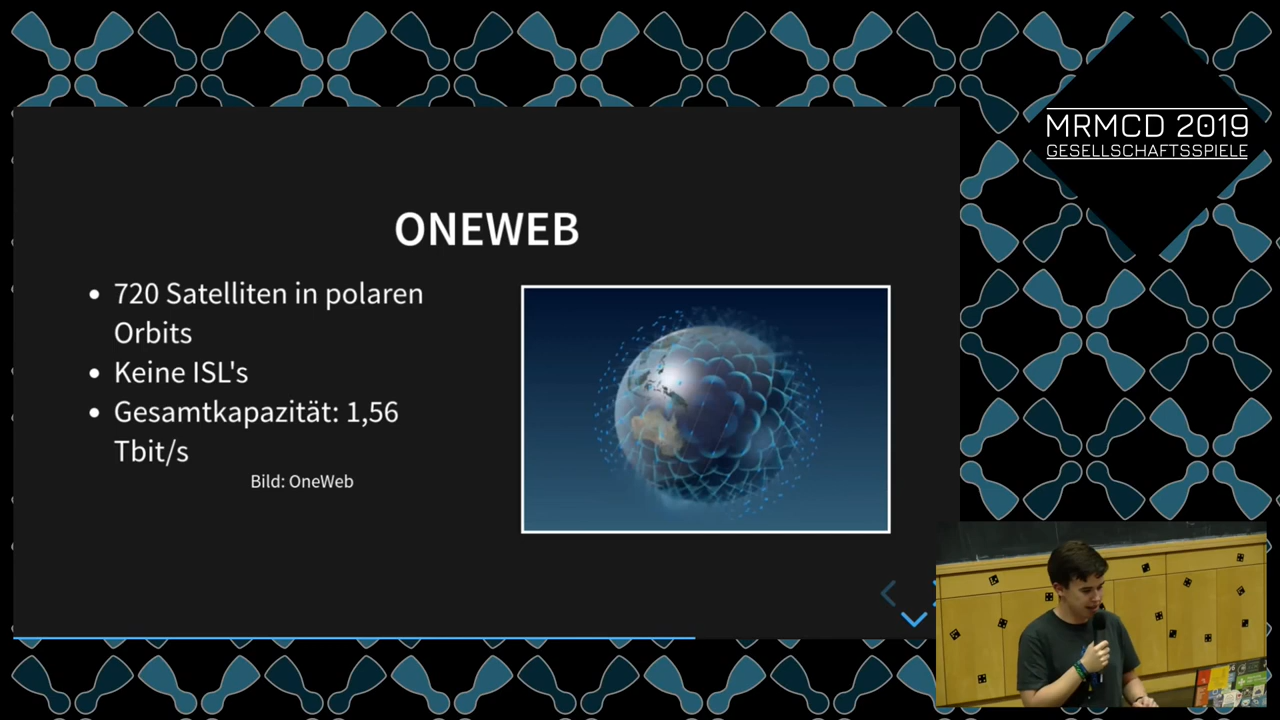 MRMCD 2019
GESELLSCHAFTSSPIELE
ONEWEB
• 720 Satelliten in polaren
Orbits
• Keine ISL's
• Gesamtkapazität: 1,56
Tbit/s
Bild: OneWeb